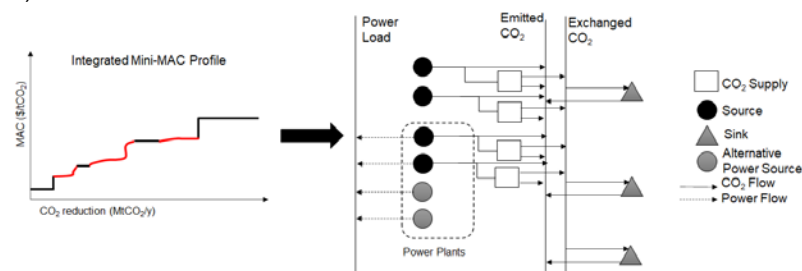 Integrated Mini-MAC Profile
MAC ($/tCO₂)
CO₂ reduction (MtCO₂/y)
Power
Load
Emitted
CO₂
Exchanged
CO₂
Power Plants
CO₂ Supply
Source
Sink
Alternative
Power Source
CO₂ Flow
Power Flow